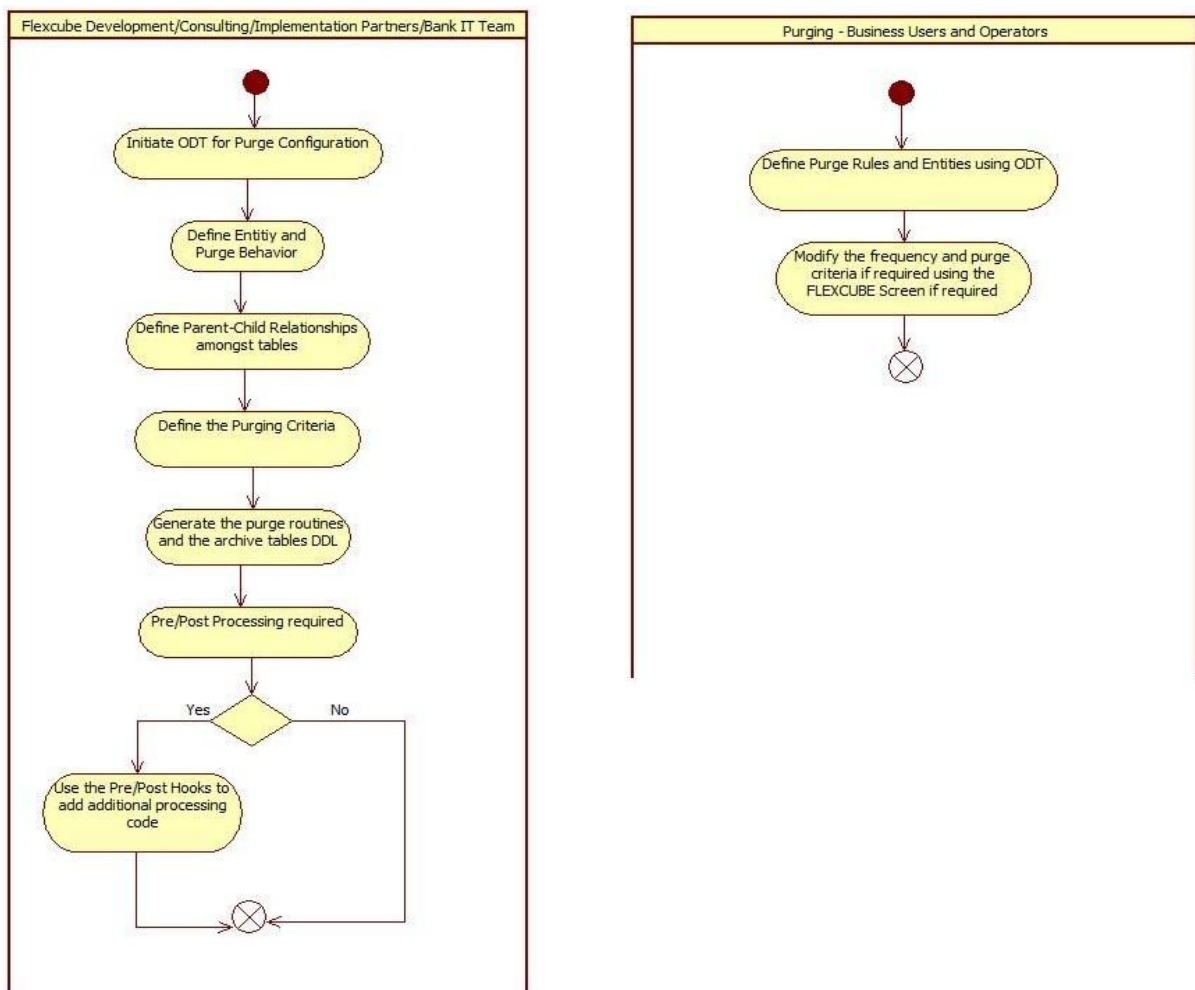 Flexcube Development/Consulting/Implementation Partners/Bank IT Team
Initiate ODT for Purge Configuration
Define Entitiy and
Purge Behavior
Define Parent-Child Relationships
amongst tables
Define the Purging Criteria
Generate the purge routines
and the archive tables DDL
Pre/Post Processing required
Yes
No
Use the Pre/Post Hooks to
add additional processing
code
Purging - Business Users and Operators
Define Purge Rules and Entities using ODT
Modify the frequency and purge
criteria if required using the
FLEXCUBE Screen if required